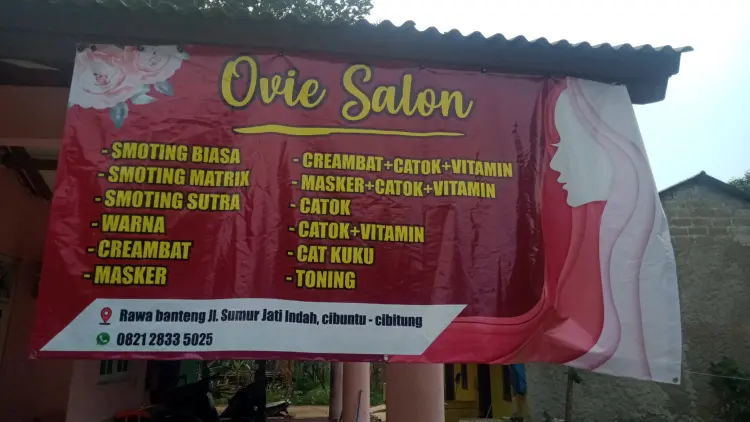 Ovie Salon
- SMOTING BIASA
- SMOTING MATRIX
- SMOTING SUTRA
- WARNA
- CREAMBAT
- MASKER
- CREAMBAT+CATOK+VITAMIN
- MASKER+CATOK+VITAMIN
- CATOK
- CATOK+VITAMIN
- CAT KUKU
- TONING
Rawa banteng Jl. Sumur Jati Indah, cibuntu - cibitung
0821 2833 5025